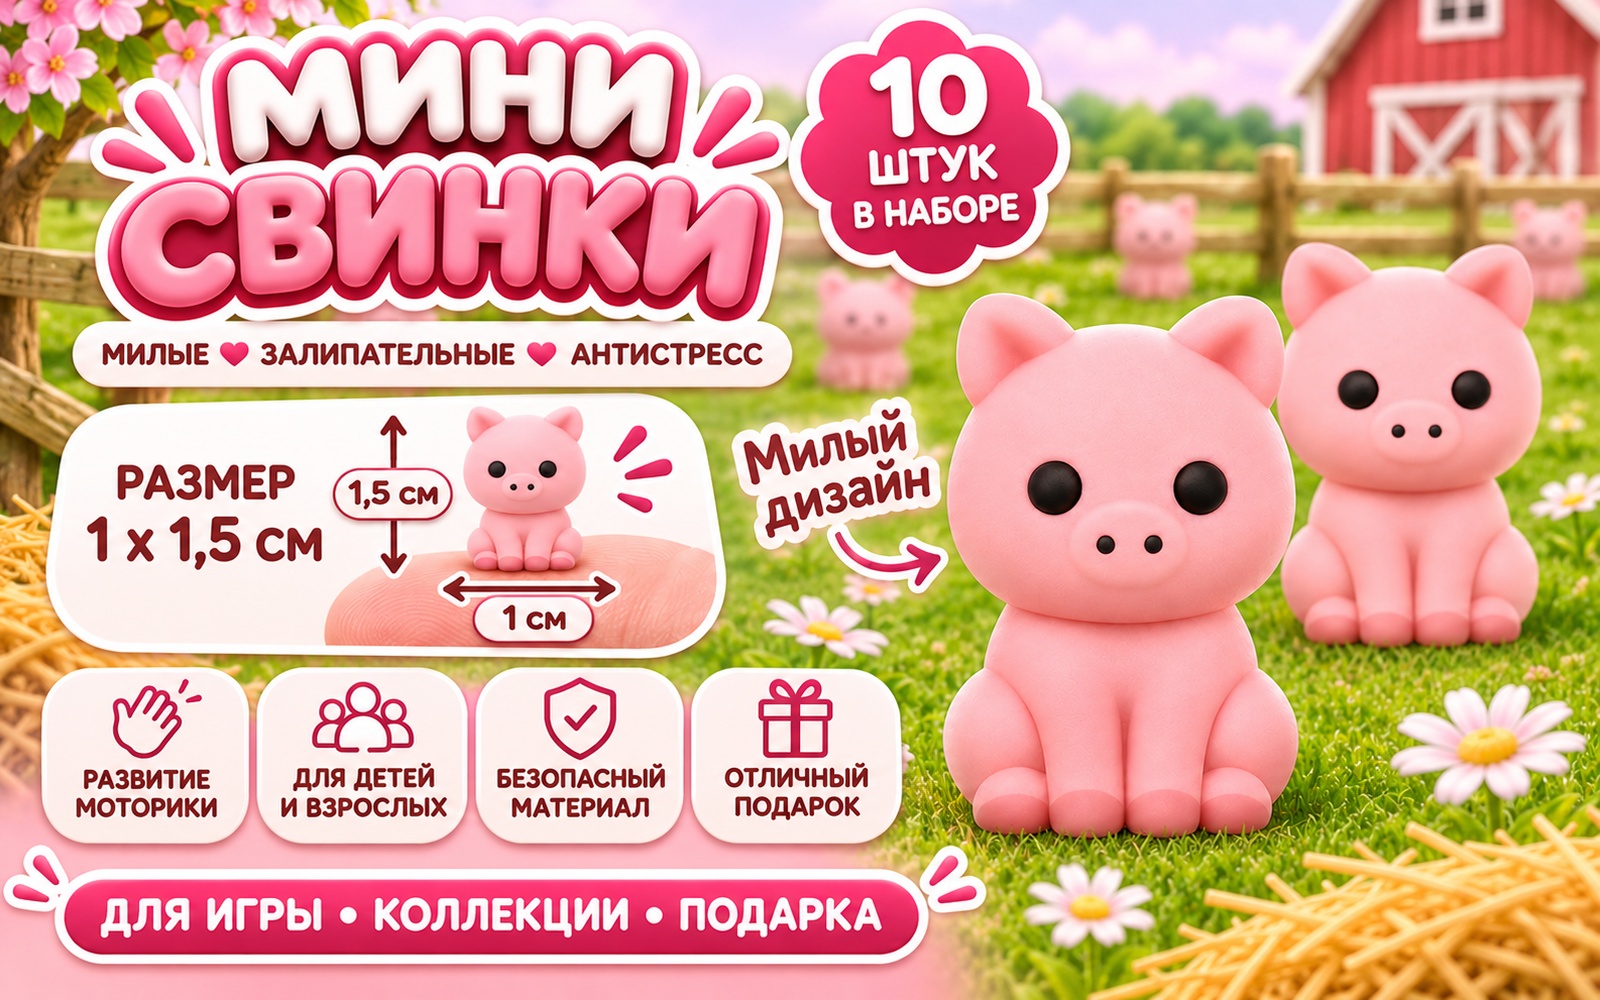 МИНИ
СВИНКИ
10
ШТУК
В НАБОРЕ
МИЛЫЕ ЗАЛИПАТЕЛЬНЫЕ АНТИСТРЕСС
РАЗМЕР
1 х 1,5 см
1,5 см
1 см
Милый
дизайн
РАЗВИТИЕ
МОТОРИКИ
ДЛЯ ДЕТЕЙ
И ВЗРОСЛЫХ
БЕЗОПАСНЫЙ
МАТЕРИАЛ
ОТЛИЧНЫЙ
ПОДАРОК
ДЛЯ ИГРЫ • КОЛЛЕКЦИИ • ПОДАРКА